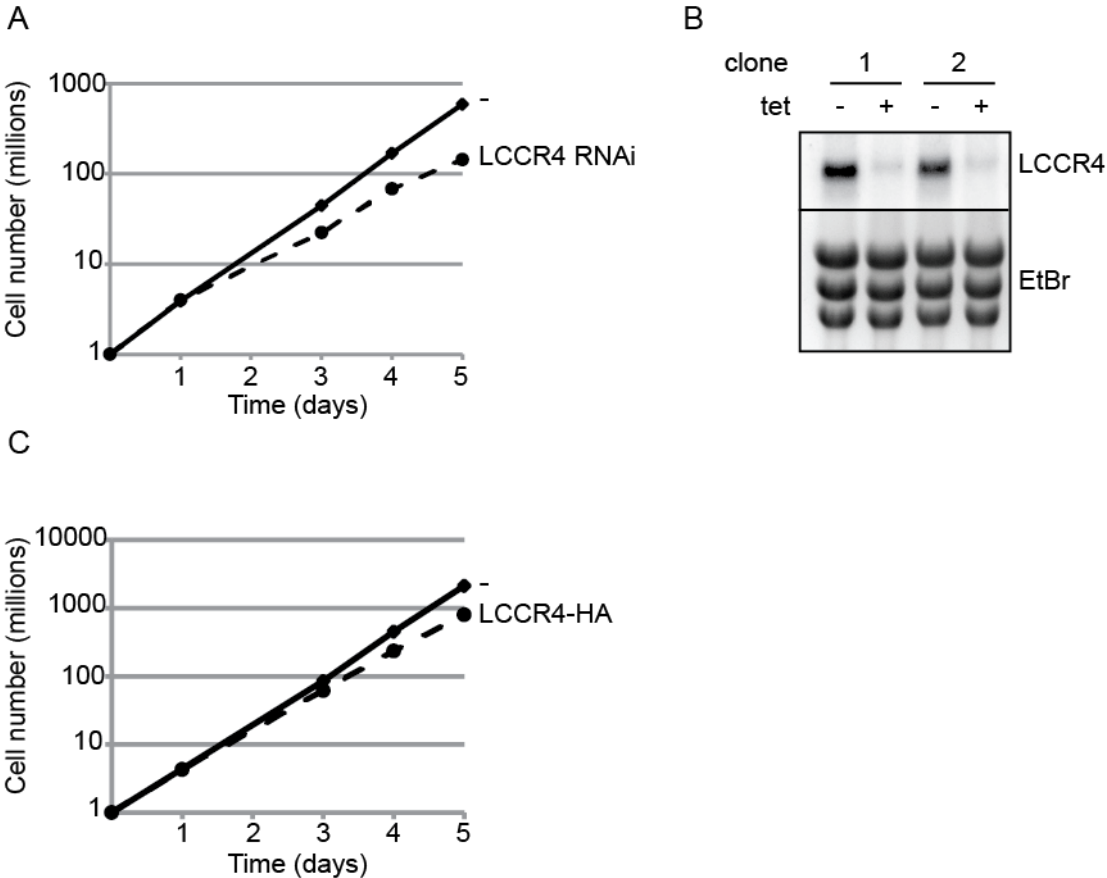 A
Cell number (millions)
1000
100
10
1
-
LCCR4 RNAi
1 2 3 4 5
Time (days)
B
clone 1 2
tet - + - +
LCCR4
EtBr
C
Cell number (millions)
10000
1000
100
10
1
-
LCCR4-HA
1 2 3 4 5
Time (days)